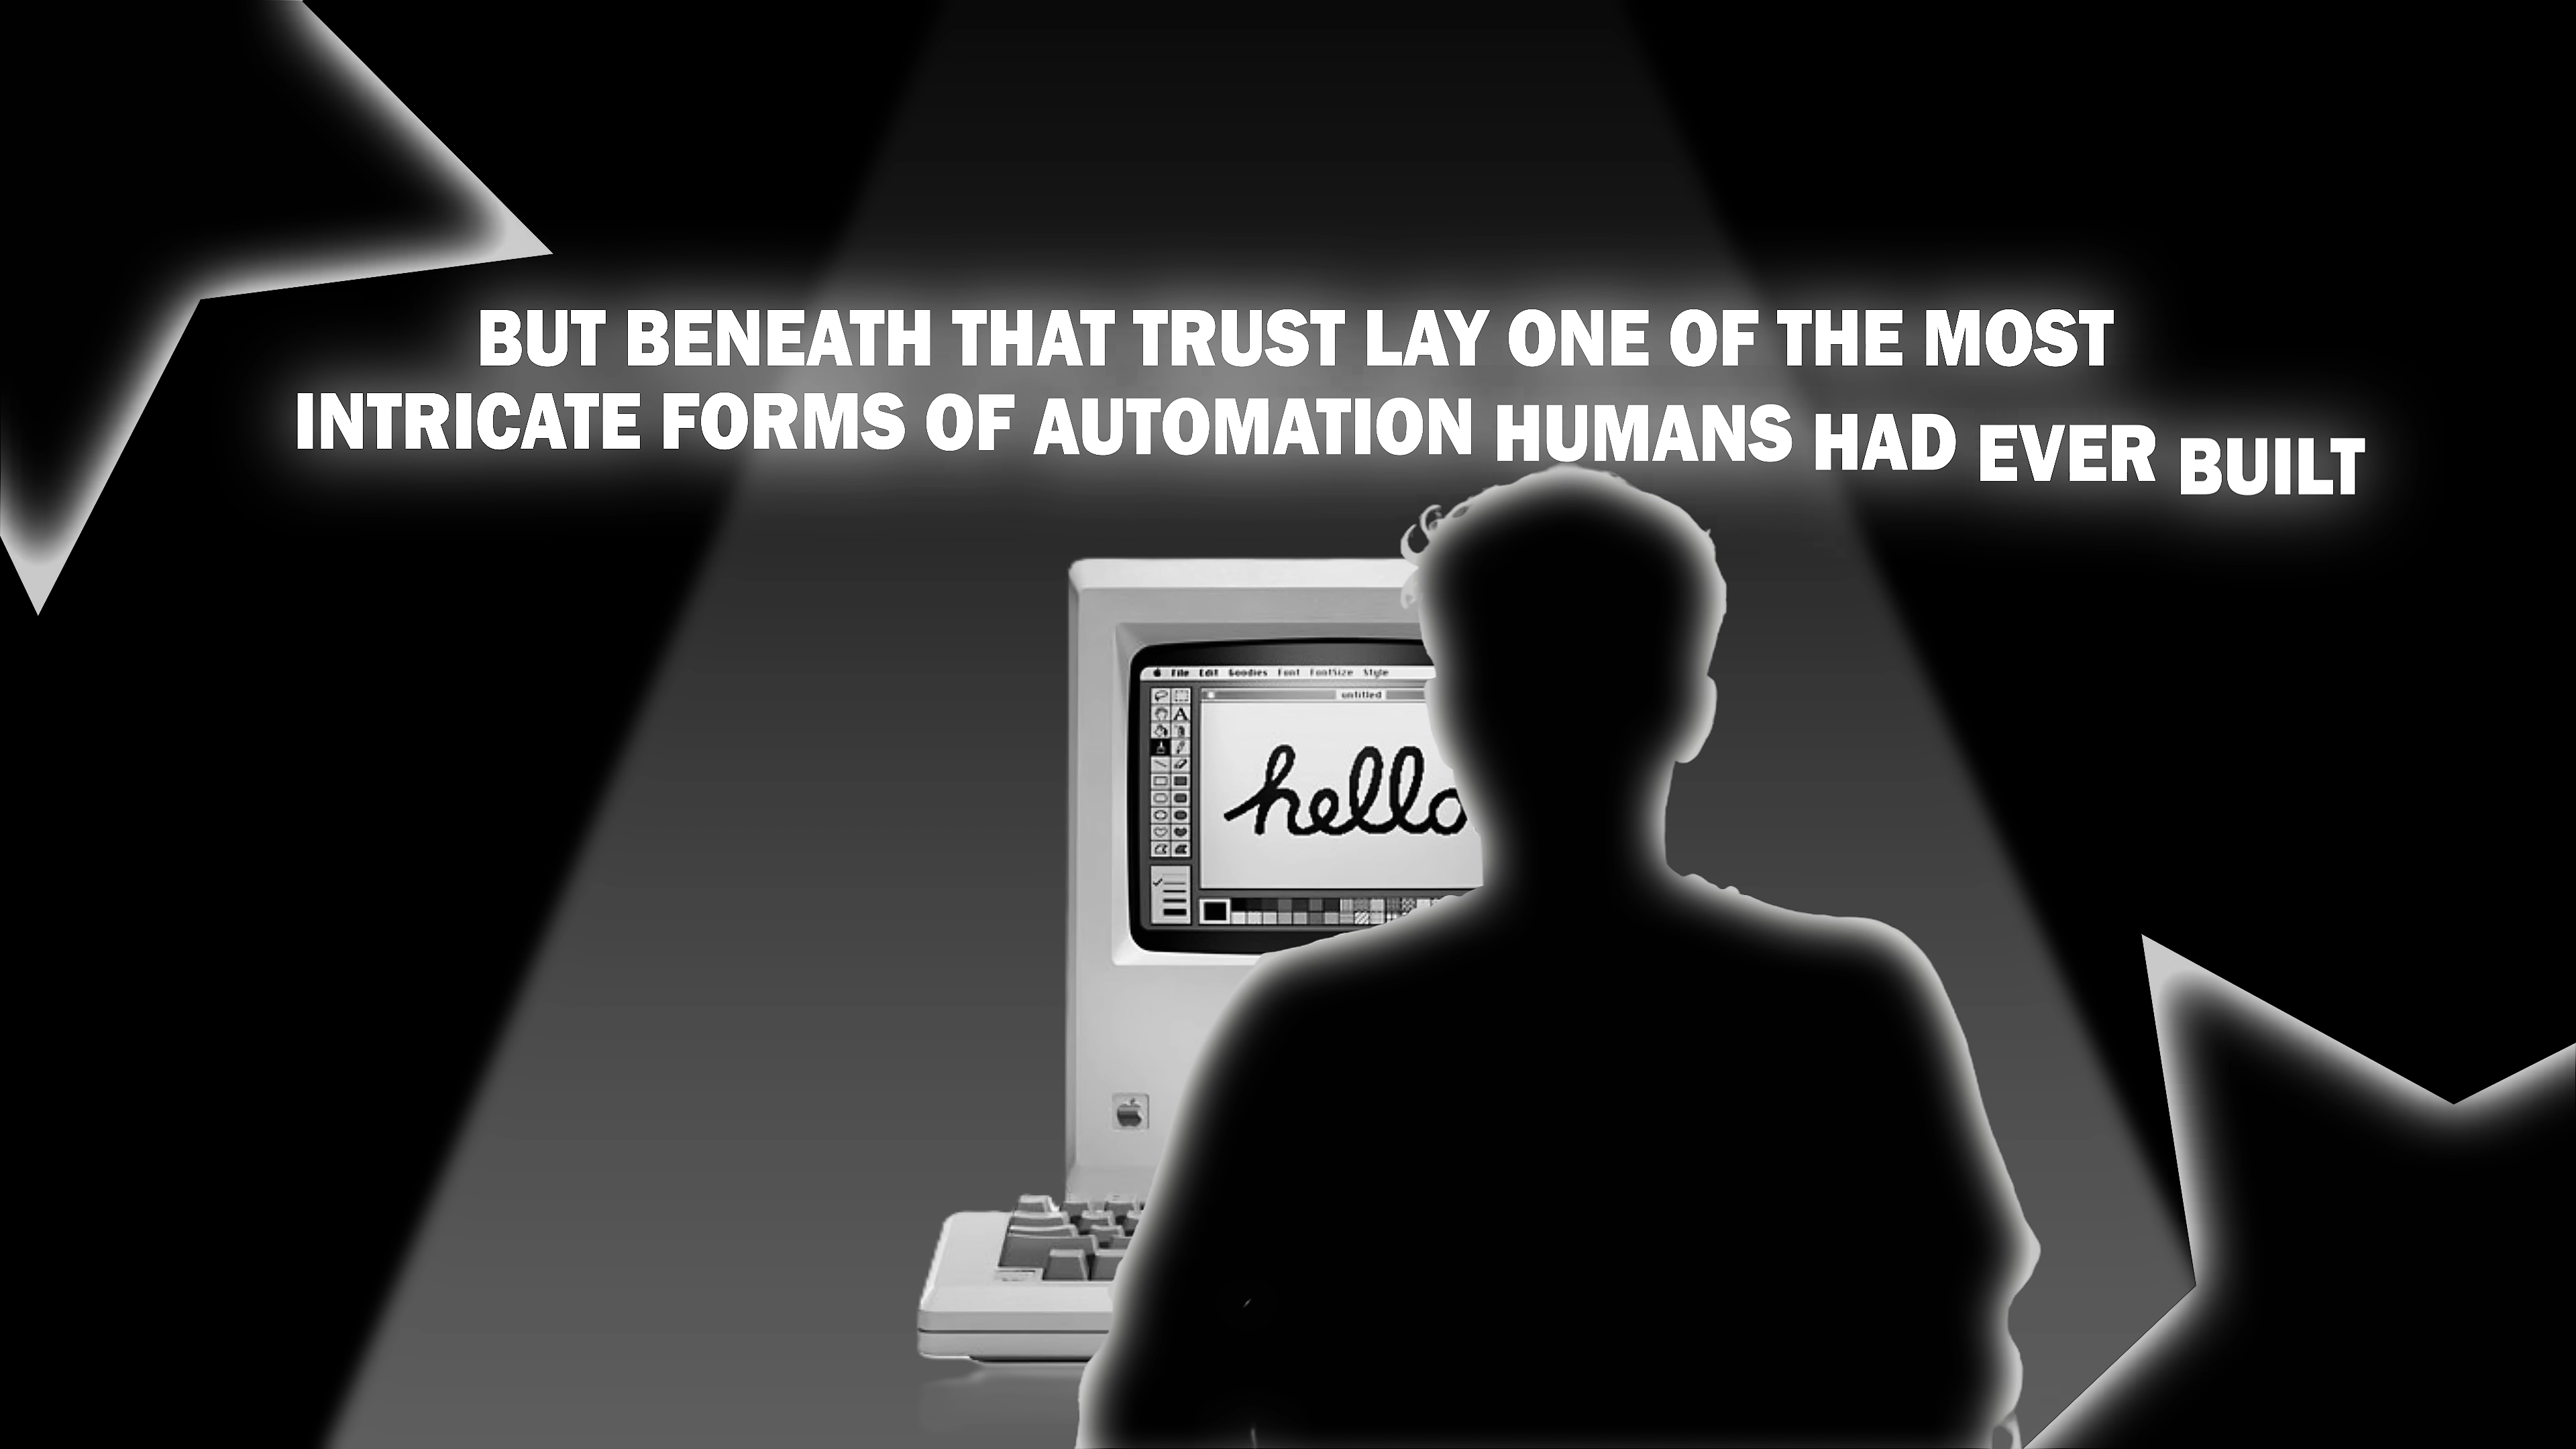 BUT BENEATH THAT TRUST LAY ONE OF THE MOST
INTRICATE FORMS OF AUTOMATION HUMANS HAD EVER BUILT
File Edit Goodies Font FontSize Style
untitled
A
hello